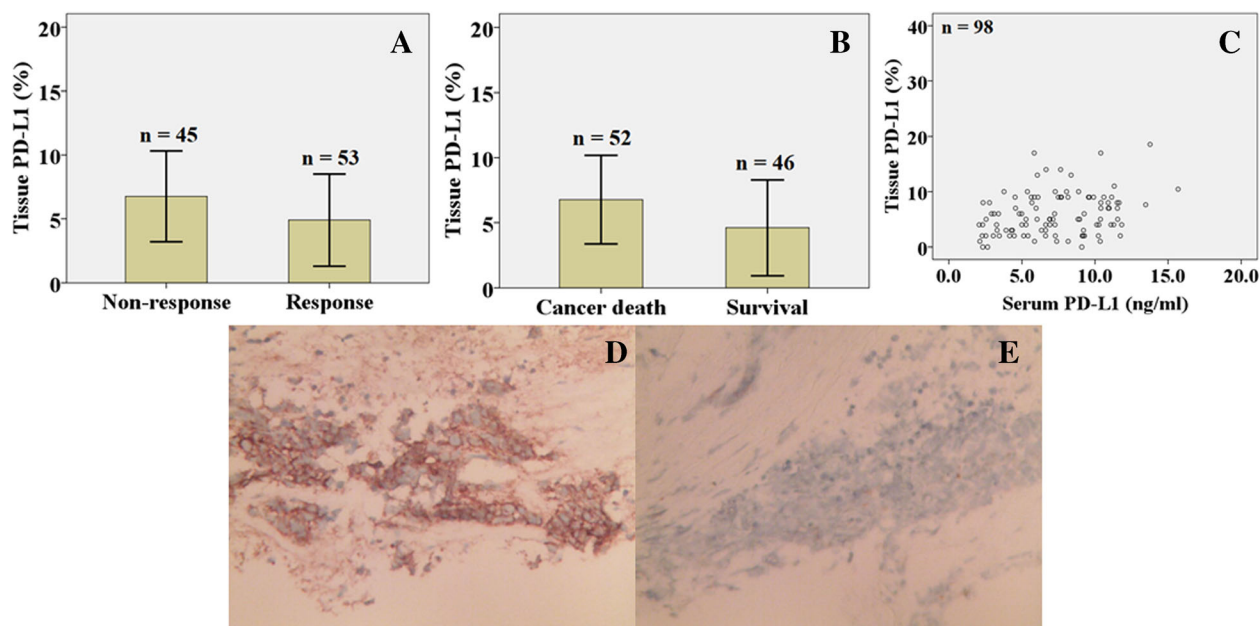 A
Tissue PD-L1 (%)
20
15
10
5
0
n = 45
n = 53
Non-response
Response
B
Tissue PD-L1 (%)
20
15
10
5
0
n = 52
n = 46
Cancer death
Survival
C
n = 98
Tissue PD-L1 (%)
40
30
20
10
0
0.0
5.0
10.0
15.0
20.0
Serum PD-L1 (ng/ml)
D
E